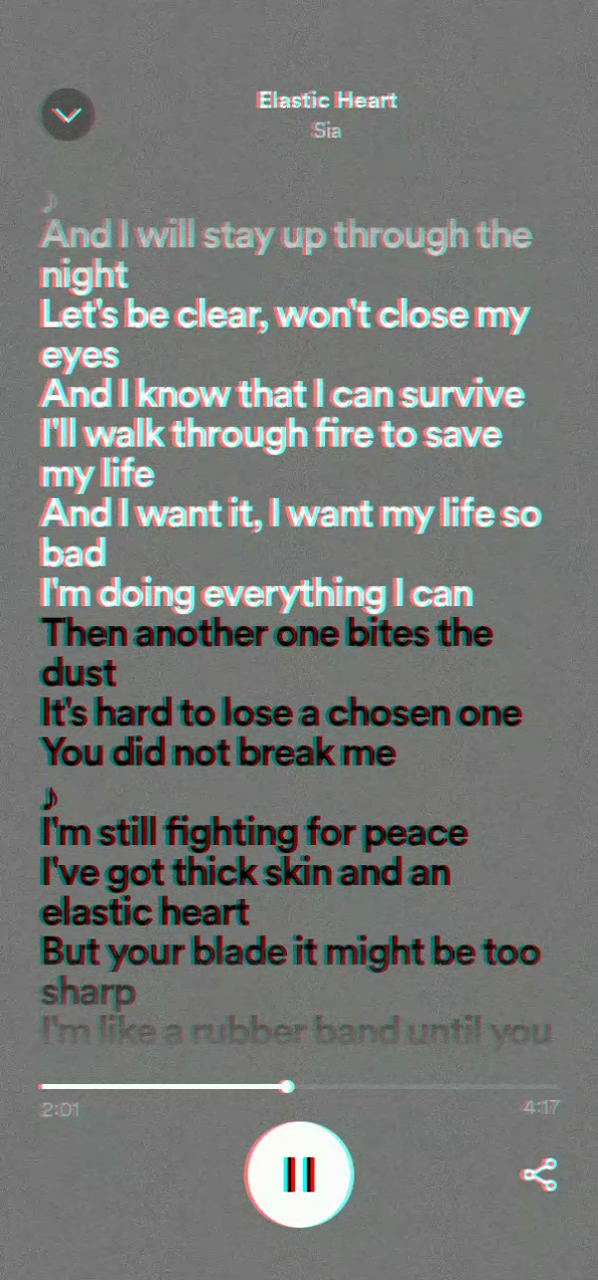 Elastic Heart
Sia
♪
And I will stay up through the
night
Let's be clear, won't close my
eyes
And I know that I can survive
I'll walk through fire to save
my life
And I want it, I want my life so
bad
I'm doing everything I can
Then another one bites the
dust
It's hard to lose a chosen one
You did not break me
♪
I'm still fighting for peace
I've got thick skin and an
elastic heart
But your blade it might be too
sharp
I'm like a rubber band until you
2:01
4:17